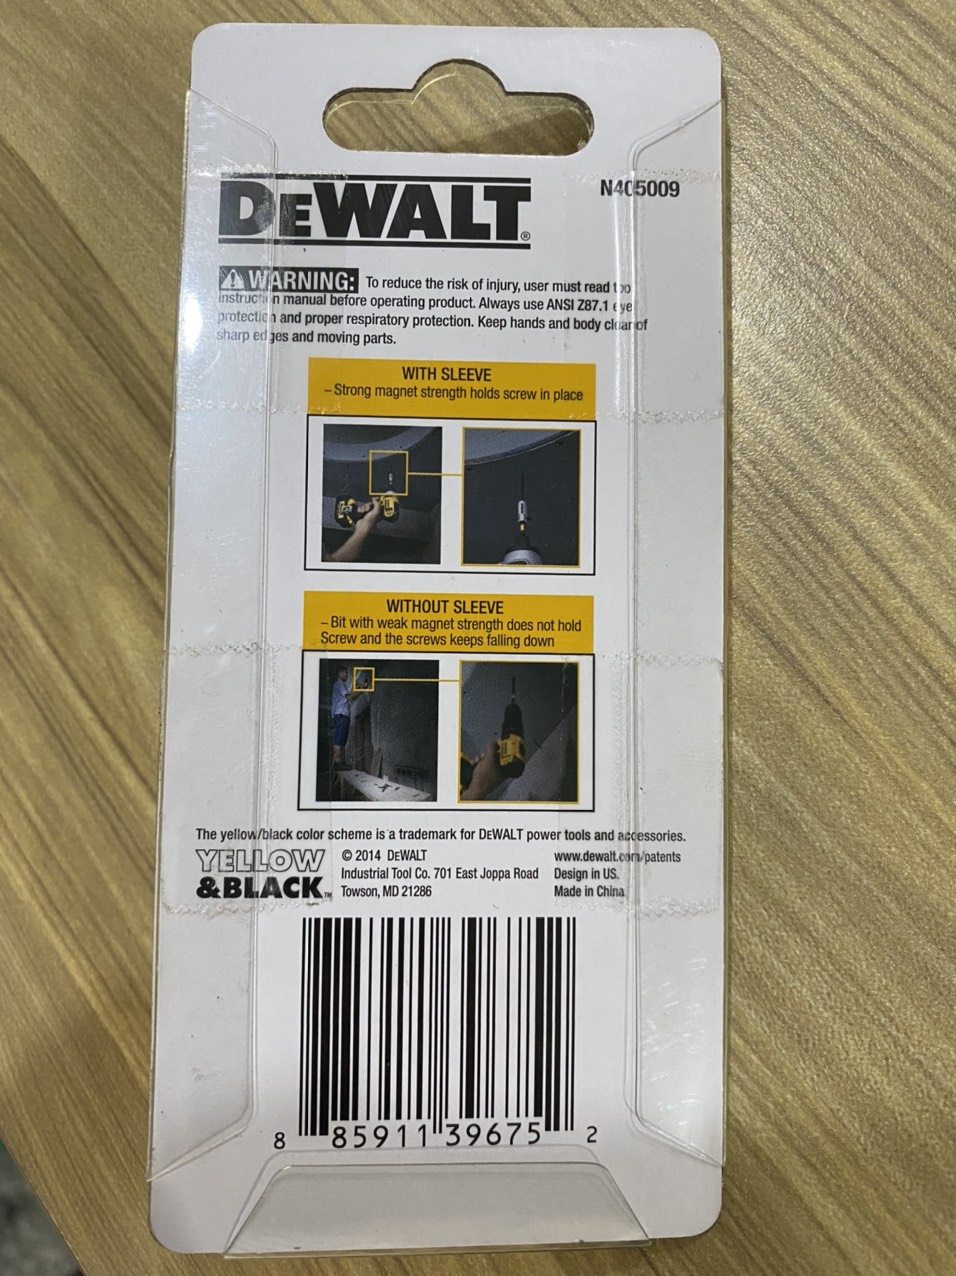 DEWALT®
N405009
WARNING: To reduce the risk of injury, user must read too
Instruction manual before operating product. Always use ANSI Z87.1 eye
protection and proper respiratory protection. Keep hands and body clear of
sharp edges and moving parts.
WITH SLEEVE
– Strong magnet strength holds screw in place
WITHOUT SLEEVE
– Bit with weak magnet strength does not hold
Screw and the screws keeps falling down
The yellow/black color scheme is a trademark for DEWALT power tools and accessories.
YELLOW
&BLACK™
© 2014 DEWALT
Industrial Tool Co. 701 East Joppa Road
Towson, MD 21286
www.dewalt.com/patents
Design in US.
Made in China
8 85911 39675 2